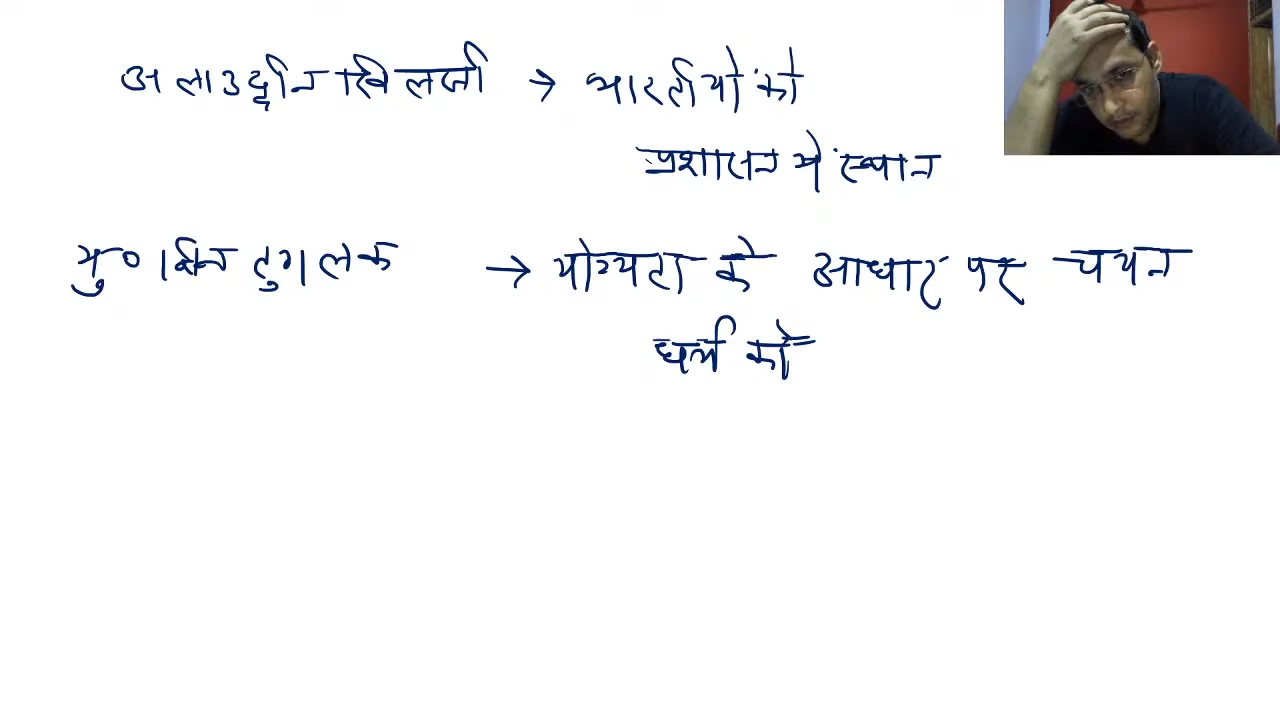 अलाउद्दीन खिलजी → भारतीयों को
प्रशासन में स्थान
मु० बिन तुगलक → योग्यता के आधार पर चयन
धर्म को